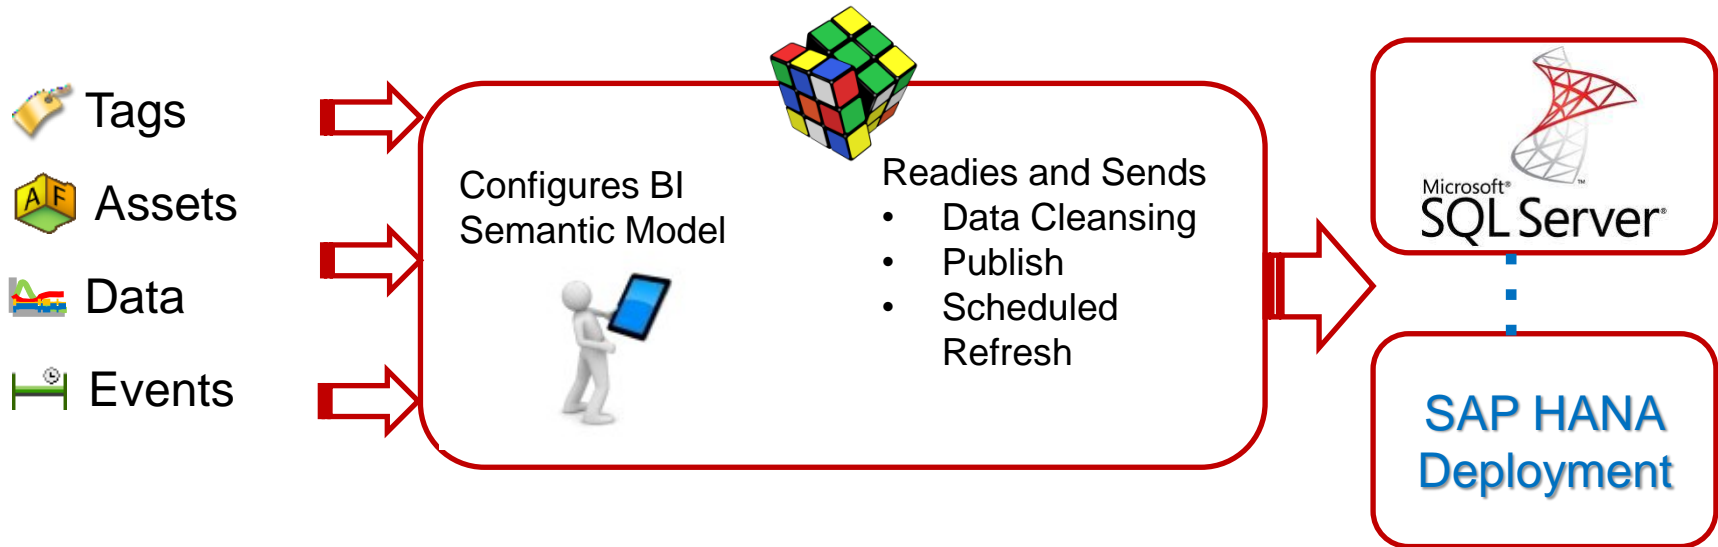 Tags
Assets
Data
Events
Configures BI
Semantic Model
Readies and Sends
• Data Cleansing
• Publish
• Scheduled
Refresh
Microsoft®
SQL Server®
™
SAP HANA
Deployment
A F